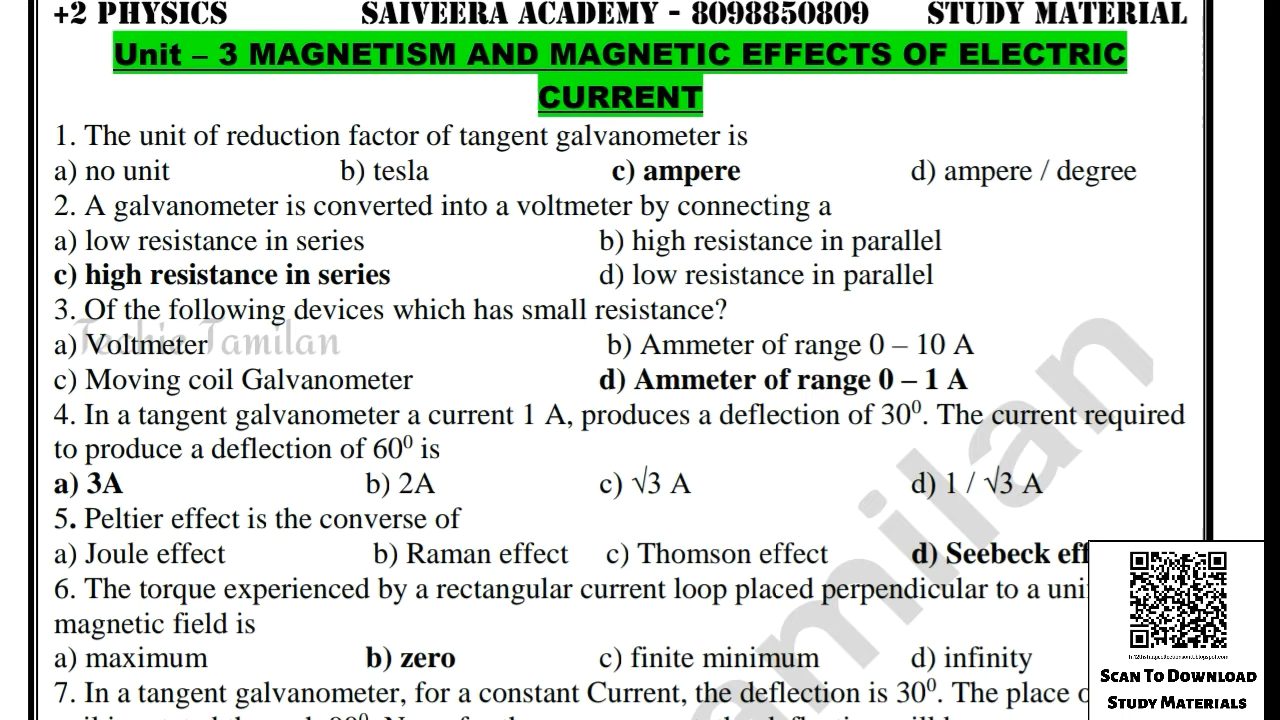 +2 PHYSICS SAIVEERA ACADEMY - 8098850809 STUDY MATERIAL
Unit – 3 MAGNETISM AND MAGNETIC EFFECTS OF ELECTRIC
CURRENT
1. The unit of reduction factor of tangent galvanometer is
a) no unit b) tesla c) ampere d) ampere / degree
2. A galvanometer is converted into a voltmeter by connecting a
a) low resistance in series b) high resistance in parallel
c) high resistance in series d) low resistance in parallel
3. Of the following devices which has small resistance?
Techie Tamilan
a) Voltmeter b) Ammeter of range 0 – 10 A
c) Moving coil Galvanometer d) Ammeter of range 0 – 1 A
4. In a tangent galvanometer a current 1 A, produces a deflection of 30⁰. The current required
to produce a deflection of 60⁰ is
a) 3A b) 2A c) √3 A d) 1 / √3 A
5. Peltier effect is the converse of
a) Joule effect b) Raman effect c) Thomson effect d) Seebeck eff
6. The torque experienced by a rectangular current loop placed perpendicular to a uni
magnetic field is
a) maximum b) zero c) finite minimum d) infinity
7. In a tangent galvanometer, for a constant Current, the deflection is 30⁰. The place o
amilan
Scan To Download
Study Materials